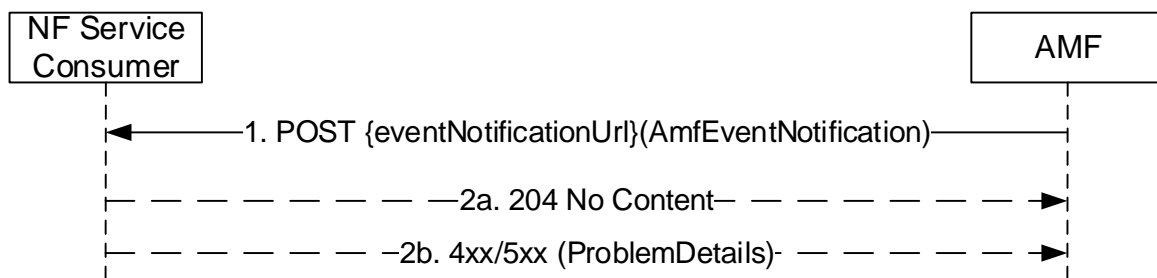 NF Service
Consumer
AMF
1. POST {eventNotificationUrl}(AmfEventNotification)
2a. 204 No Content
2b. 4xx/5xx (ProblemDetails)